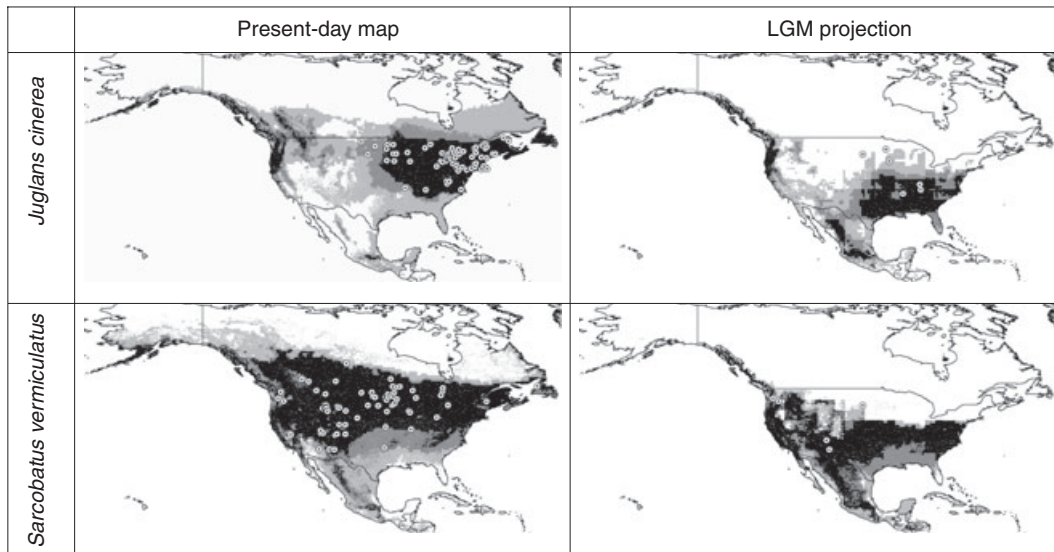 Present-day map
LGM projection
Juglans cinerea
Sarcobatus vermiculatus